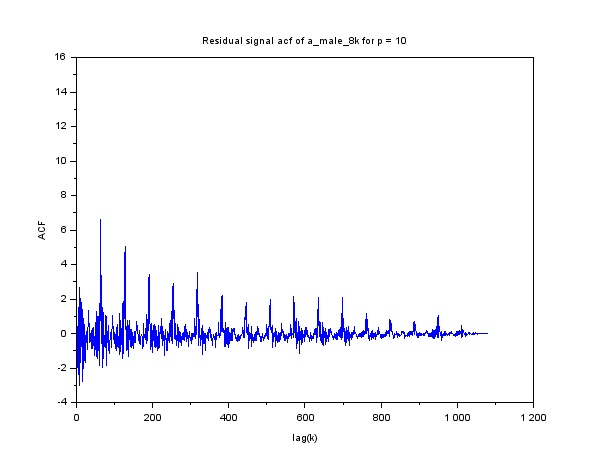 Residual signal acf of a_male_8k for p = 10
16
14
12
10
8
6
4
2
0
-2
-4
ACF
0 200 400 600 800 1 000 1 200
lag(k)